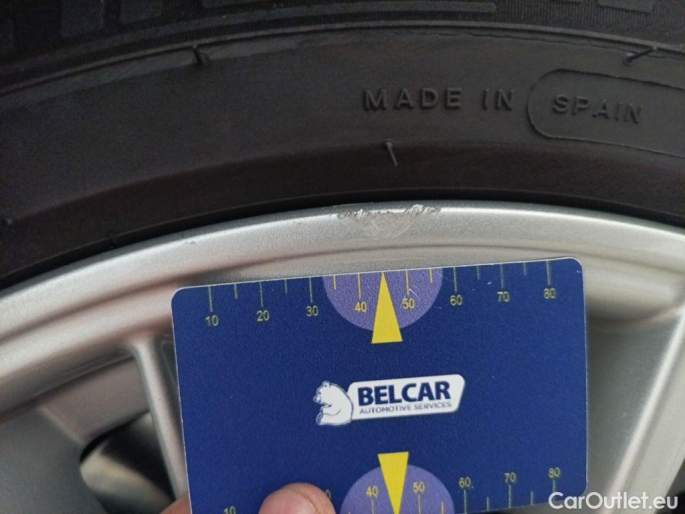 MADE IN SPAIN
10 20 30 40 50 60 70 80
BELCAR
AUTOMOTIVE SERVICES
10 40 50 60 70 80
CarOutlet.eu